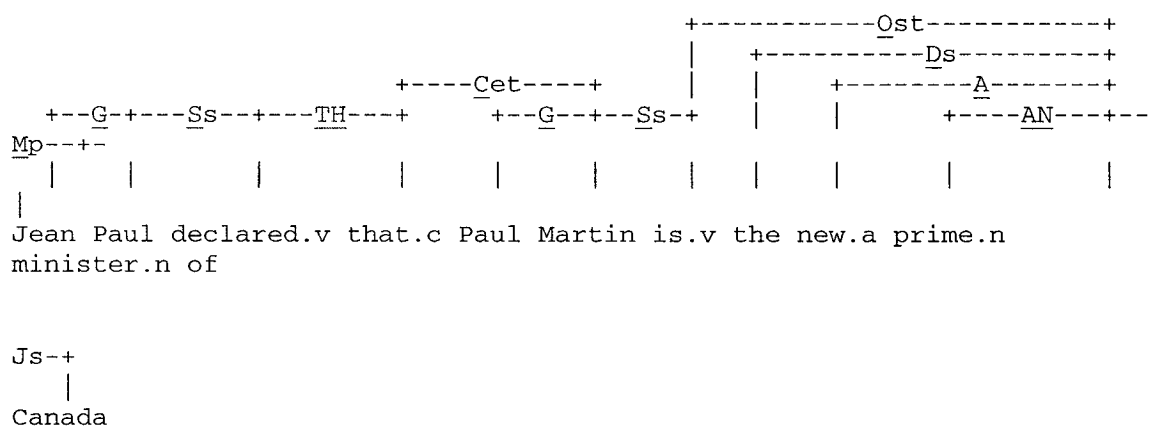 +-----------Ost-----------+
| +---------Ds---------+
+----Cet----+ | | +-------A-------+
+--G-+---Ss--+---TH---+ +--G--+--Ss-+ | | +----AN---+--
Mp--+-
| | | | | | | | | | |
|
Jean Paul declared.v that.c Paul Martin is.v the new.a prime.n
minister.n of
Js-+
|
Canada